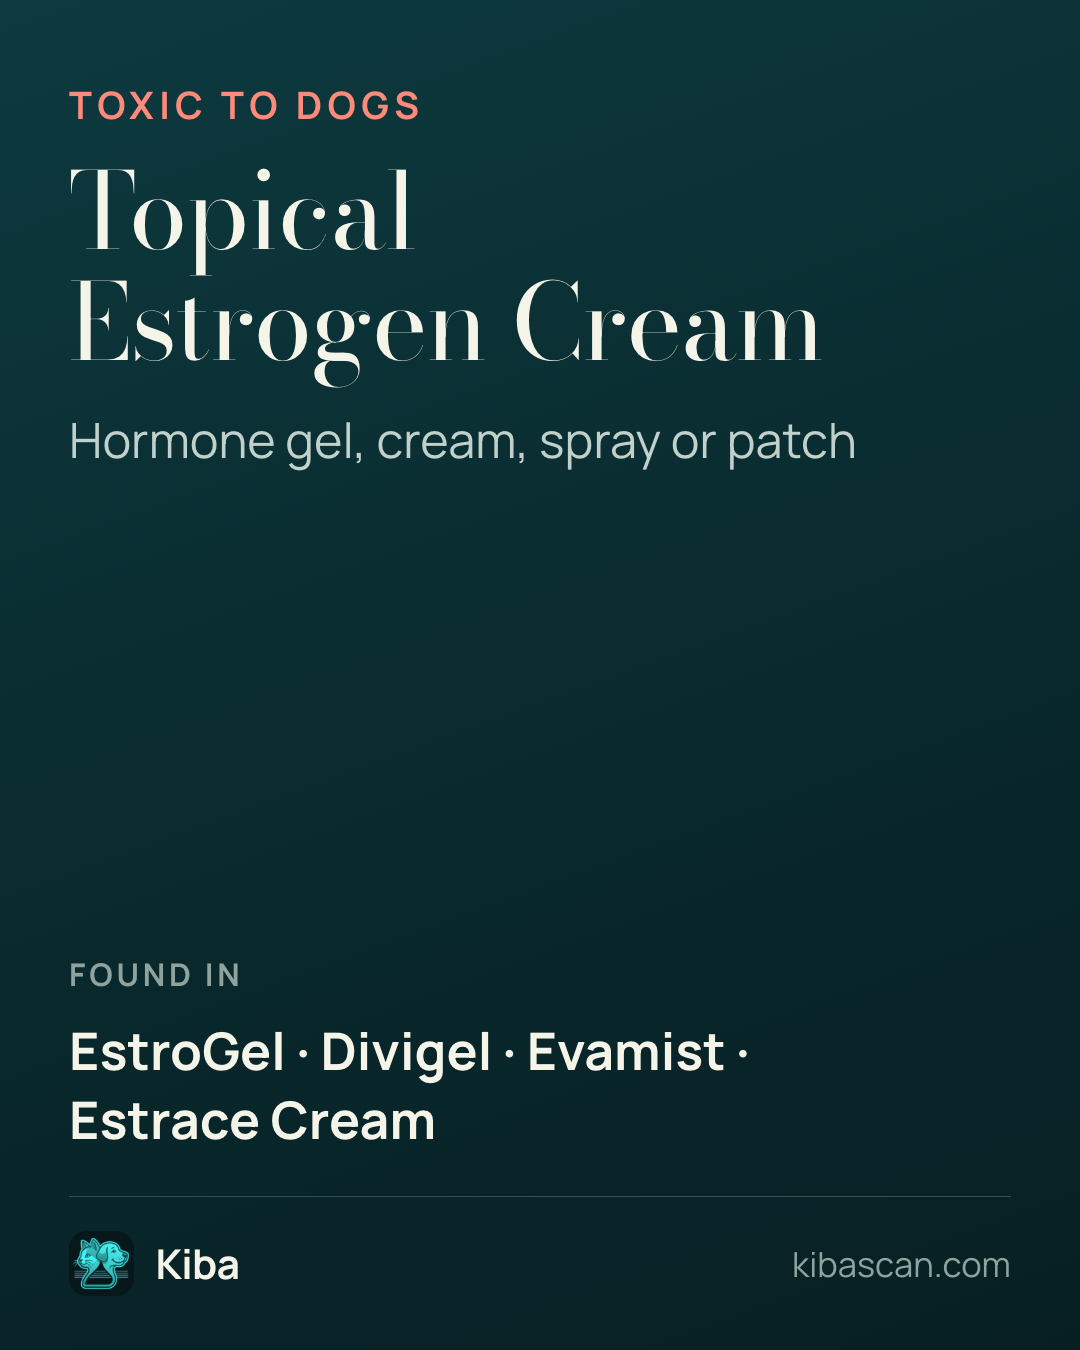 TOXIC TO DOGS
Topical
Estrogen Cream
Hormone gel, cream, spray or patch
FOUND IN
EstroGel · Divigel · Evamist ·
Estrace Cream
Kiba
kibascan.com